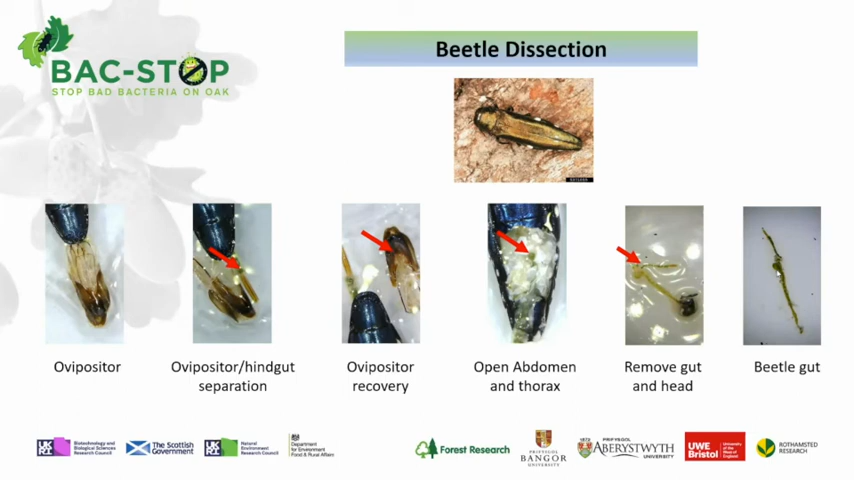 BAC-STOP
STOP BAD BACTERIA ON OAK
Beetle Dissection
Ovipositor
Ovipositor/hindgut
separation
Ovipositor
recovery
Open Abdomen
and thorax
Remove gut
and head
Beetle gut
UKRI
Biotechnology and
Biological Sciences
Research Council
The Scottish
Government
UKRI
Natural
Environment
Research Council
Department
for Environment
Food & Rural Affairs
Forest Research
PRIFYSGOL
BANGOR
UNIVERSITY
1872
PRIFYSGOL
ABERYSTWYTH
UNIVERSITY
UWE
Bristol
University
of the
West of
England
ROTHAMSTED
RESEARCH